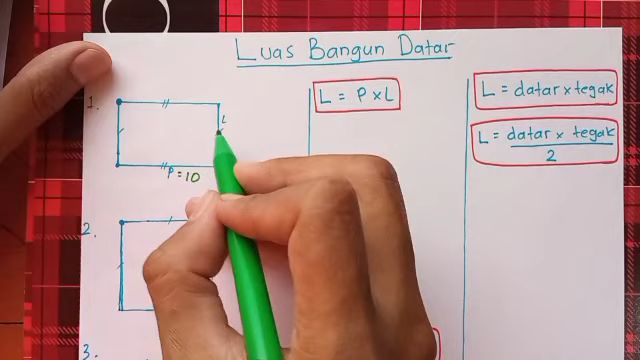 Luas Bangun Datar
1.
L
P = 10
L = P x L
L = datar x tegak
L = datar x tegak
2
2.
3.